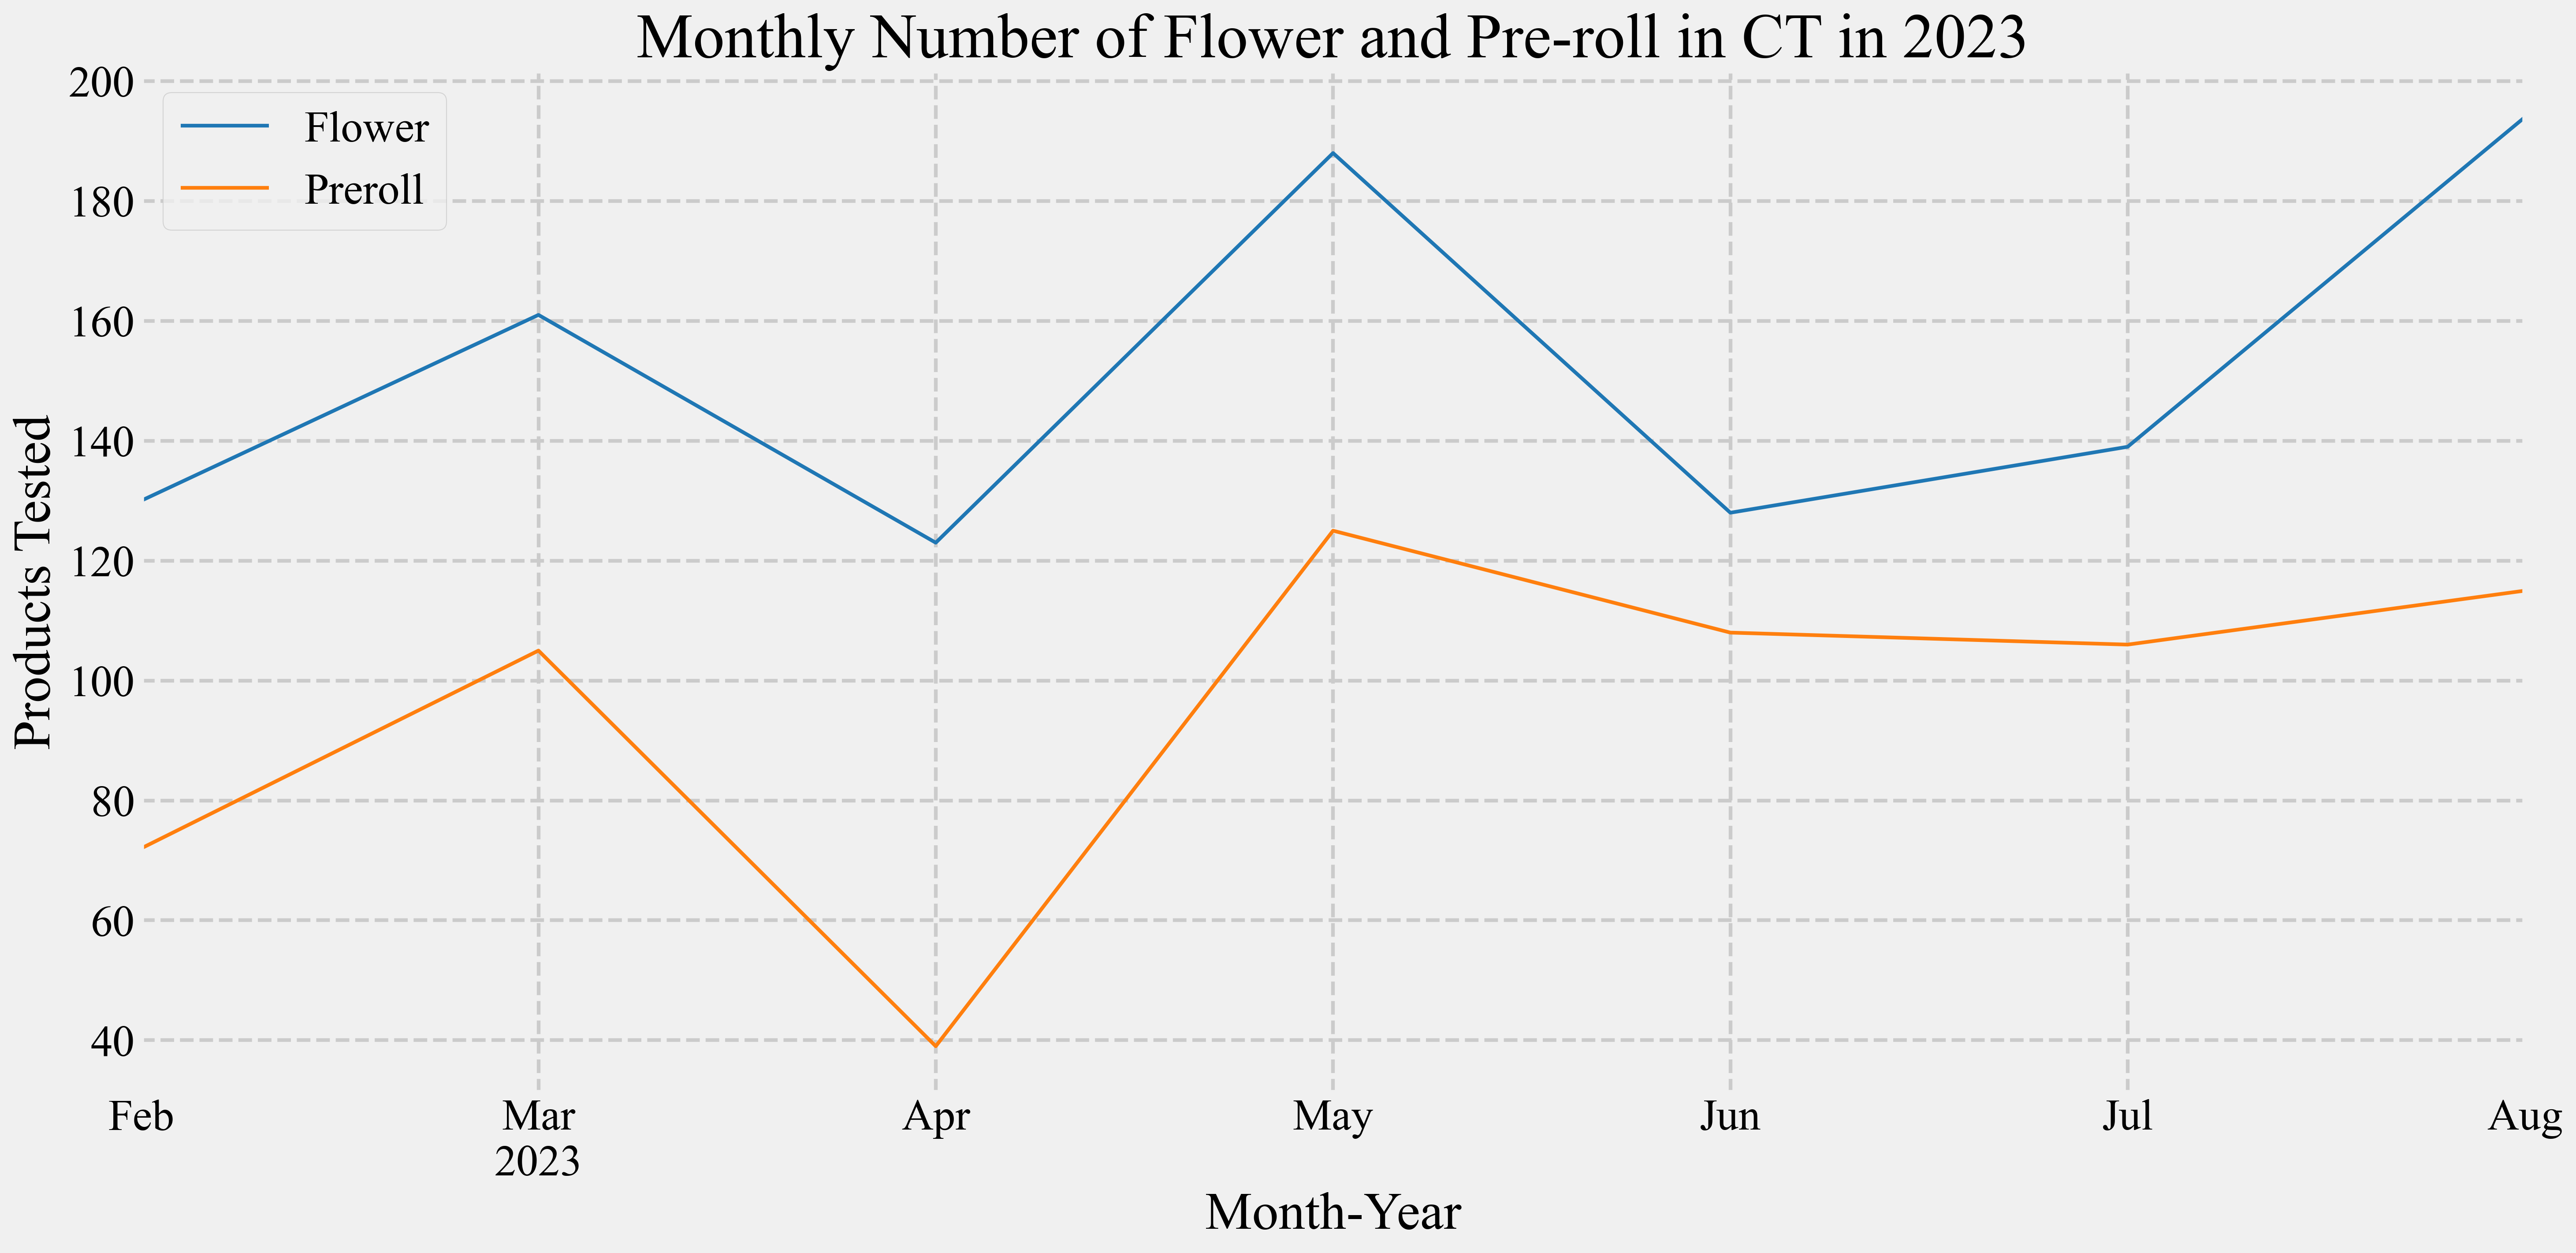 Monthly Number of Flower and Pre-roll in CT in 2023
200
180
160
140
120
100
80
60
40
Products Tested
Flower
Preroll
Feb Mar Apr May Jun Jul Aug
2023
Month-Year